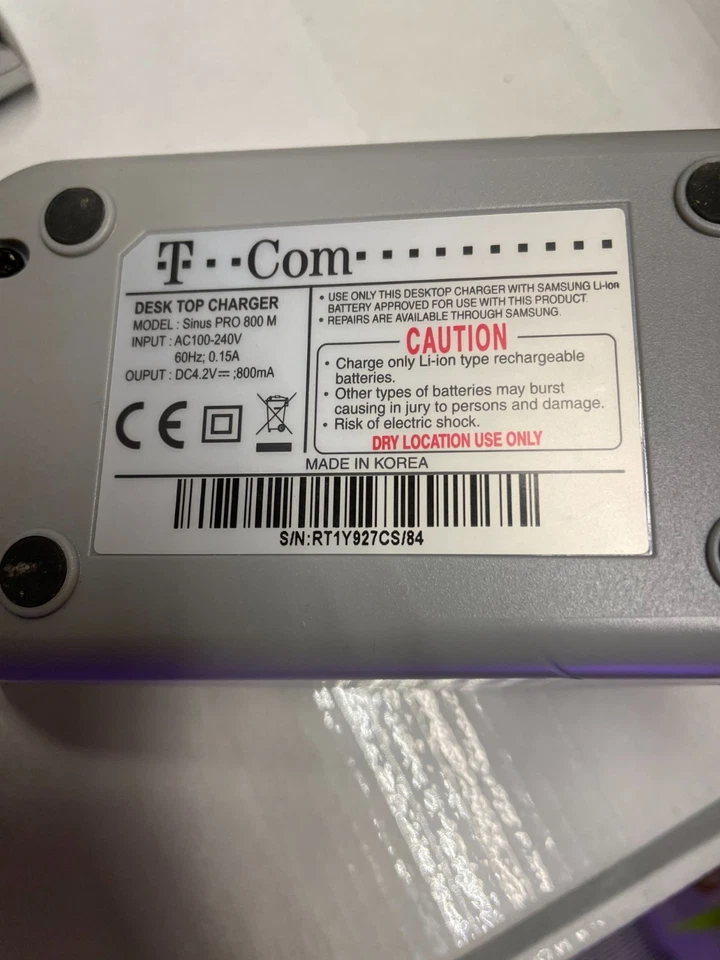 T··Com············
DESK TOP CHARGER
MODEL : Sinus PRO 800 M
INPUT : AC100-240V
60Hz; 0.15A
OUPUT : DC4.2V⎓;800mA
CE
• USE ONLY THIS DESKTOP CHARGER WITH SAMSUNG Li-Ion
BATTERY APPROVED FOR USE WITH THIS PRODUCT.
• REPAIRS ARE AVAILABLE THROUGH SAMSUNG.
CAUTION
• Charge only Li-ion type rechargeable
batteries.
• Other types of batteries may burst
causing in jury to persons and damage.
• Risk of electric shock.
DRY LOCATION USE ONLY
MADE IN KOREA
S/N:RT1Y927CS/84